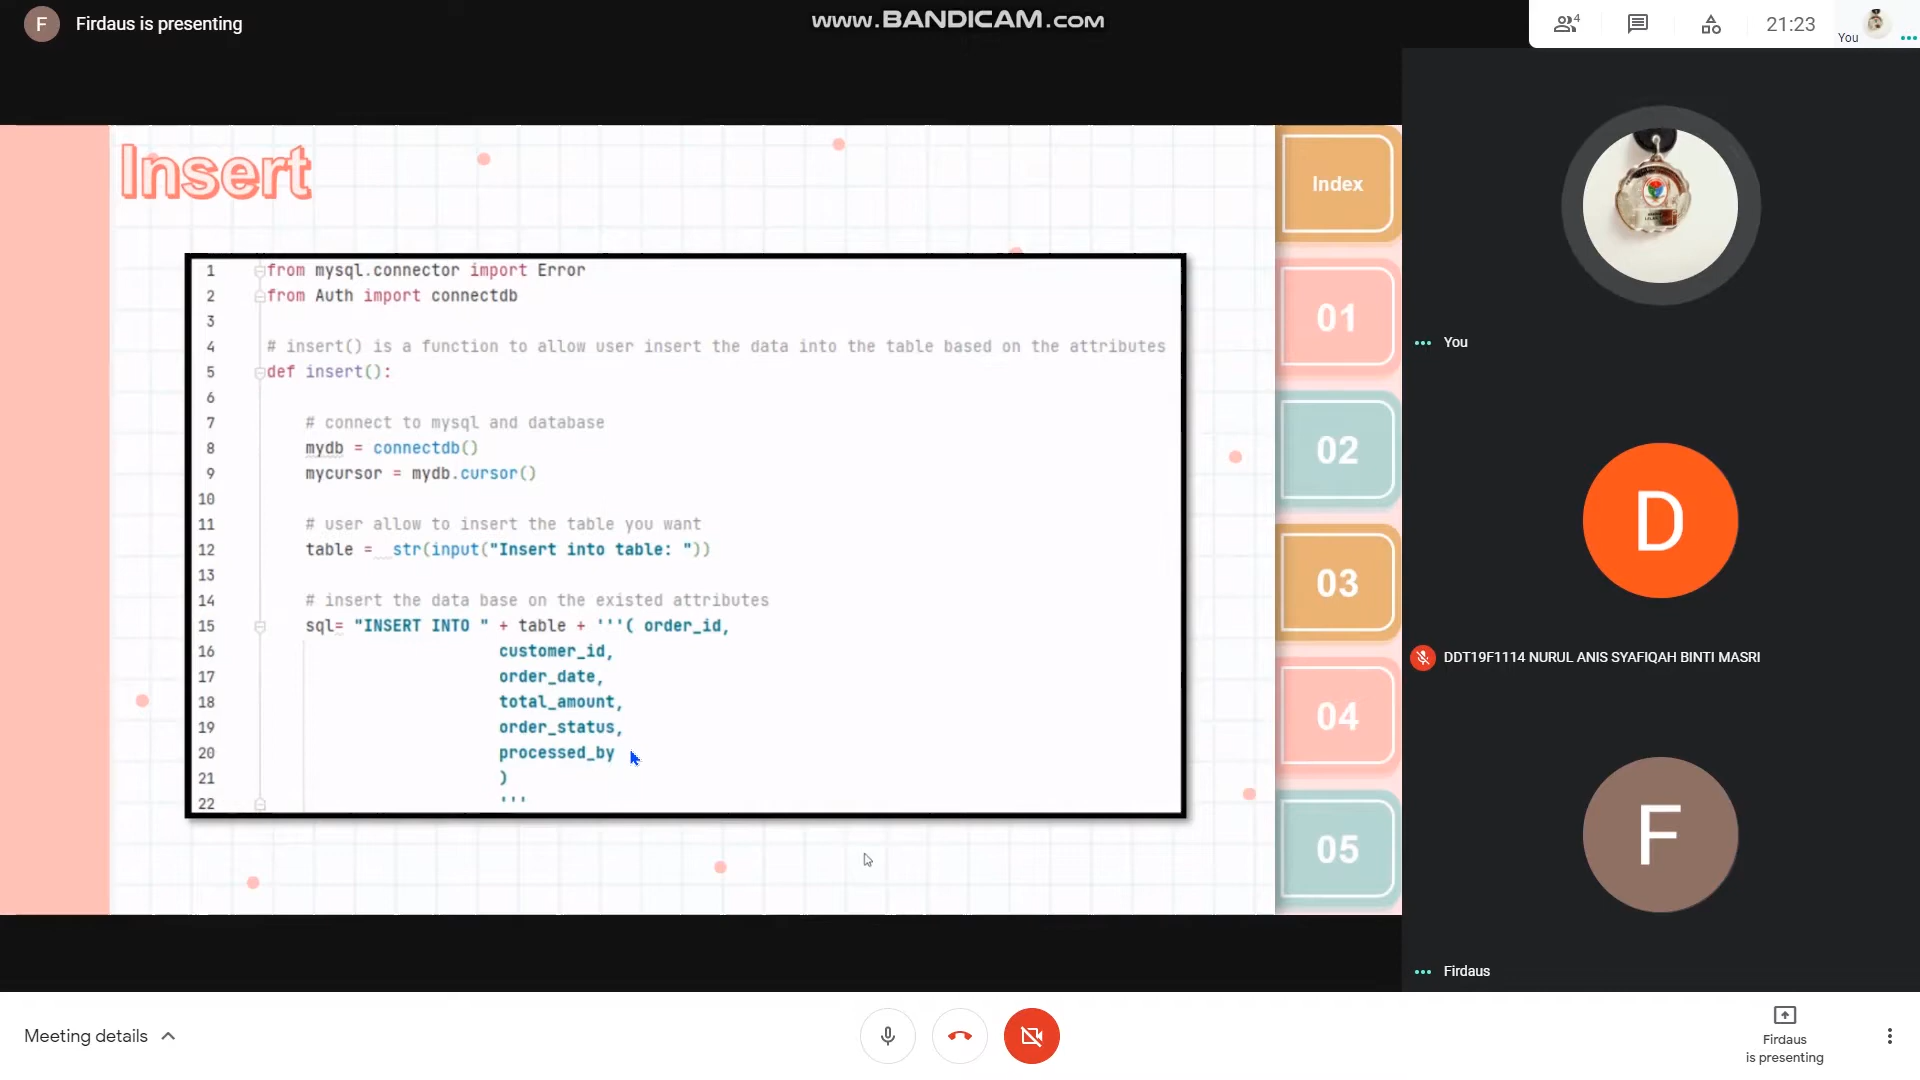 F
Firdaus is presenting
www.BANDICAM.com
4
21:23
You
Insert
1 from mysql.connector import Error
2 from Auth import connectdb
3
4 # insert() is a function to allow user insert the data into the table based on the attributes
5 def insert():
6
7 # connect to mysql and database
8 mydb = connectdb()
9 mycursor = mydb.cursor()
10
11 # user allow to insert the table you want
12 table = str(input("Insert into table: "))
13
14 # insert the data base on the existed attributes
15 sql= "INSERT INTO " + table + '''( order_id,
16 customer_id,
17 order_date,
18 total_amount,
19 order_status,
20 processed_by
21 )
22 '''
Index
01
02
03
04
05
You
D
DDT19F1114 NURUL ANIS SYAFIQAH BINTI MASRI
F
Firdaus
Meeting details
Firdaus
is presenting